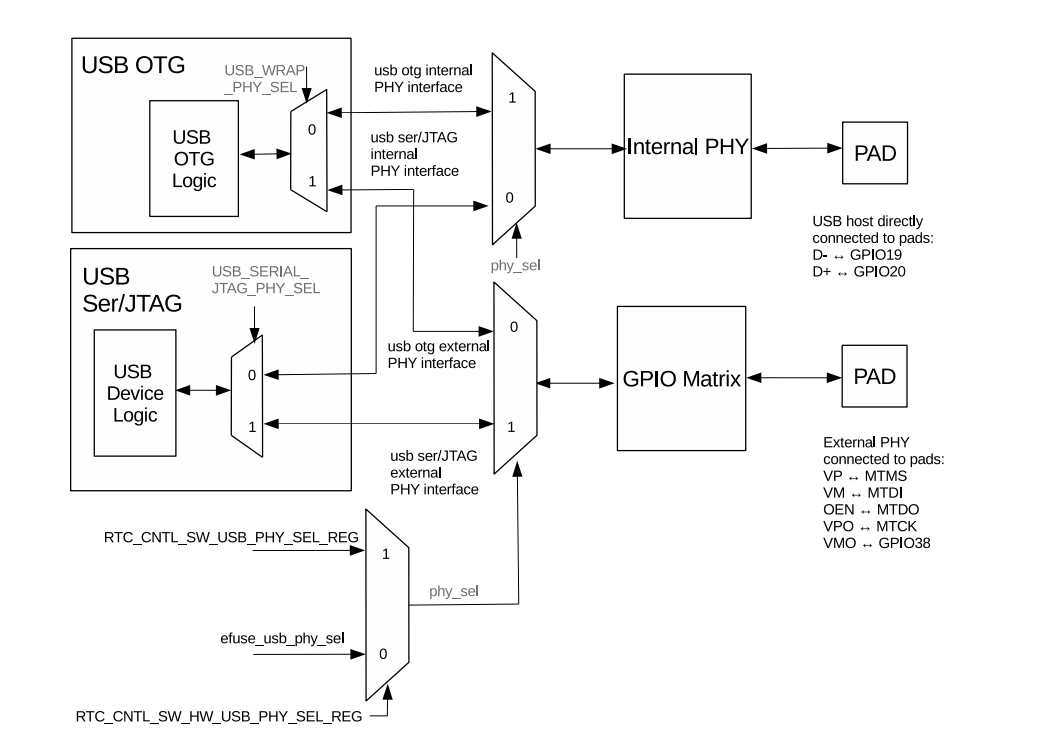 USB OTG
USB_WRAP
_PHY_SEL
USB
OTG
Logic
0
1
usb otg internal
PHY interface
usb ser/JTAG
internal
PHY interface
1
0
phy_sel
Internal PHY
PAD
USB host directly
connected to pads:
D- ↔ GPIO19
D+ ↔ GPIO20
USB
Ser/JTAG
USB_SERIAL_
JTAG_PHY_SEL
USB
Device
Logic
0
1
usb otg external
PHY interface
usb ser/JTAG
external
PHY interface
0
1
GPIO Matrix
PAD
External PHY
connected to pads:
VP ↔ MTMS
VM ↔ MTDI
OEN ↔ MTDO
VPO ↔ MTCK
VMO ↔ GPIO38
RTC_CNTL_SW_USB_PHY_SEL_REG
1
phy_sel
efuse_usb_phy_sel
0
RTC_CNTL_SW_HW_USB_PHY_SEL_REG